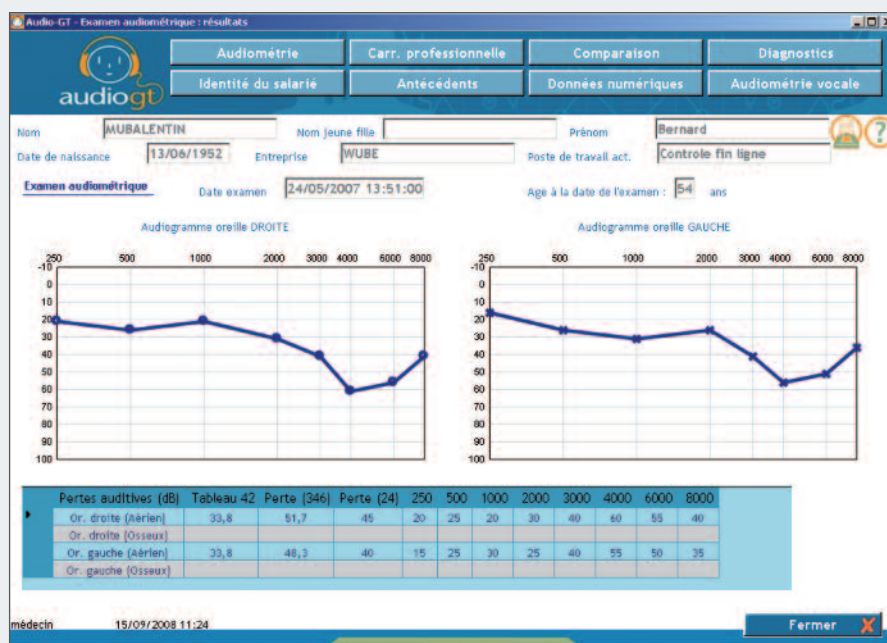 Audio-GT - Examen audiométrique : résultats
audiogt
Audiométrie Carr. professionnelle Comparaison Diagnostics
Identité du salarié Antécédents Données numériques Audiométrie vocale
Nom MUBALENTIN Nom jeune fille Prénom Bernard ?
Date de naissance 13/06/1952 Entreprise WUBE Poste de travail act. Controle fin ligne
Examen audiométrique Date examen 24/05/2007 13:51:00 Age à la date de l'examen : 54 ans
Audiogramme oreille DROITE
250 500 1000 2000 3000 4000 6000 8000
-10
0
10
20
30
40
50
60
70
80
90
100
Audiogramme oreille GAUCHE
250 500 1000 2000 3000 4000 6000 8000
-10
0
10
20
30
40
50
60
70
80
90
100
Pertes auditives (dB) Tableau 42 Perte (346) Perte (24) 250 500 1000 2000 3000 4000 6000 8000
Or. droite (Aérien) 33,8 51,7 45 20 25 20 30 40 60 55 40
Or. droite (Osseux)
Or. gauche (Aérien) 33,8 48,3 40 15 25 30 25 40 55 50 35
Or. gauche (Osseux)
médecin 15/09/2008 11:24 Fermer